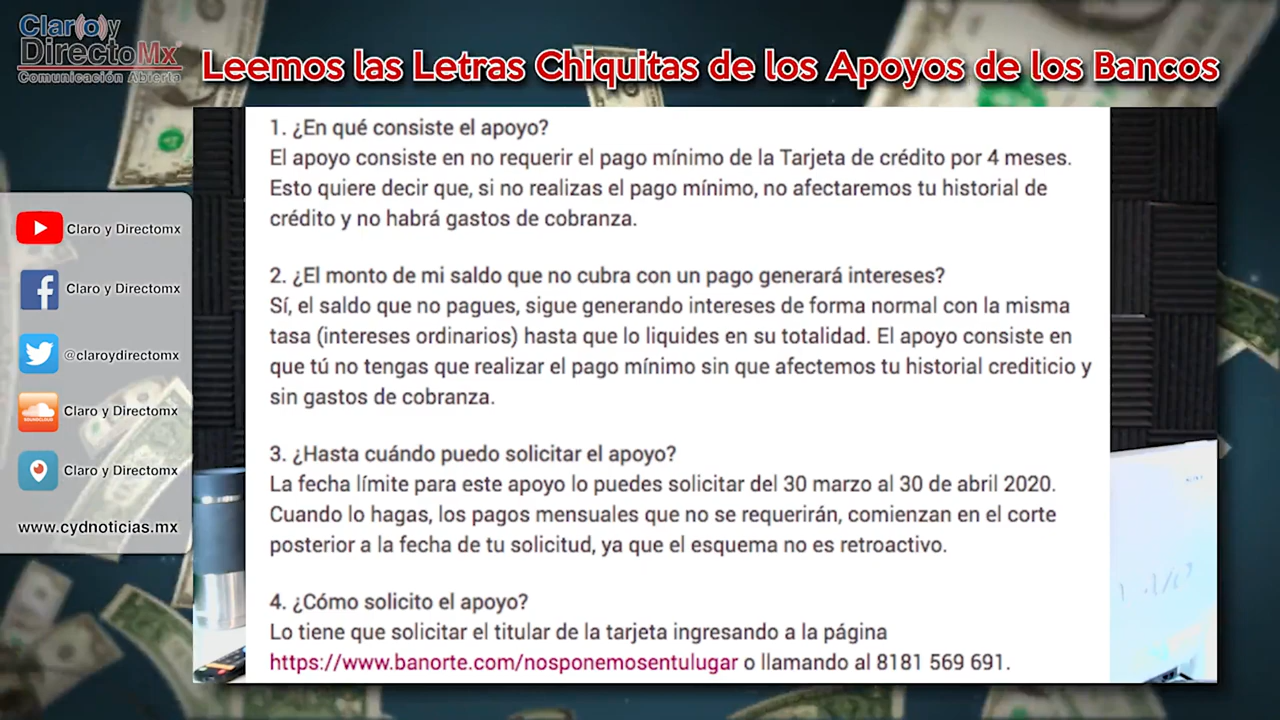 Claro y
DirectoMx
Comunicación Abierta
Leemos las Letras Chiquitas de los Apoyos de los Bancos
Claro y Directomx
Claro y Directomx
@claroydirectomx
SOUNDCLOUD
Claro y Directomx
Claro y Directomx
www.cydnoticias.mx
1. ¿En qué consiste el apoyo?
El apoyo consiste en no requerir el pago mínimo de la Tarjeta de crédito por 4 meses.
Esto quiere decir que, si no realizas el pago mínimo, no afectaremos tu historial de
crédito y no habrá gastos de cobranza.
2. ¿El monto de mi saldo que no cubra con un pago generará intereses?
Sí, el saldo que no pagues, sigue generando intereses de forma normal con la misma
tasa (intereses ordinarios) hasta que lo liquides en su totalidad. El apoyo consiste en
que tú no tengas que realizar el pago mínimo sin que afectemos tu historial crediticio y
sin gastos de cobranza.
3. ¿Hasta cuándo puedo solicitar el apoyo?
La fecha límite para este apoyo lo puedes solicitar del 30 marzo al 30 de abril 2020.
Cuando lo hagas, los pagos mensuales que no se requerirán, comienzan en el corte
posterior a la fecha de tu solicitud, ya que el esquema no es retroactivo.
4. ¿Cómo solicito el apoyo?
Lo tiene que solicitar el titular de la tarjeta ingresando a la página
https://www.banorte.com/nosponemosentulugar o llamando al 8181 569 691.